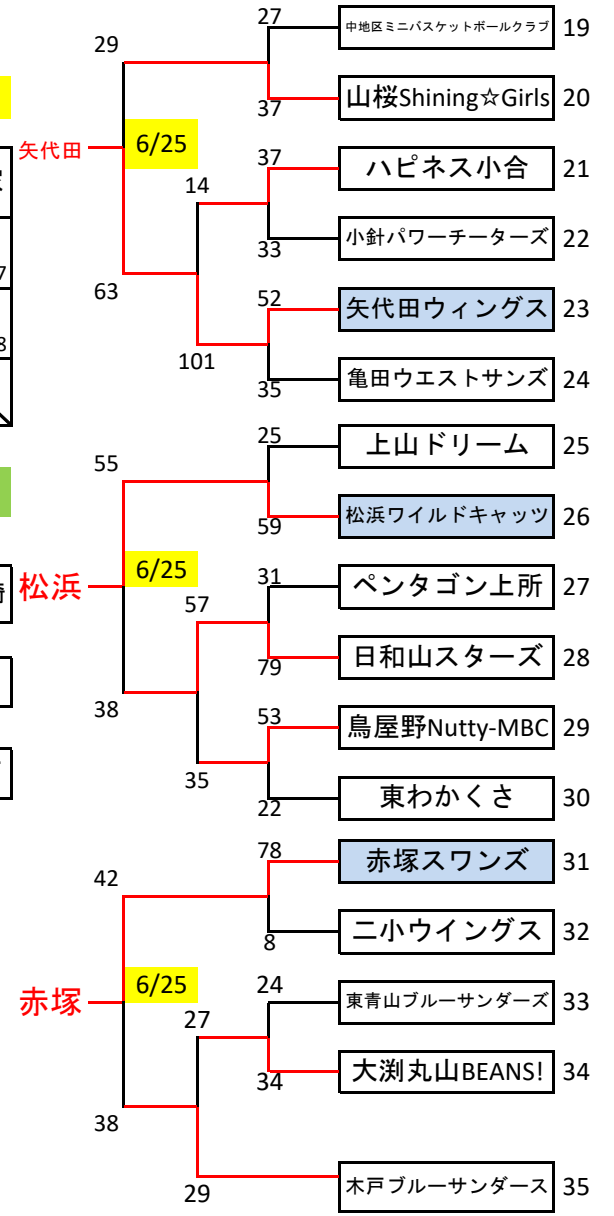 27
中地区ミニバスケットボールクラブ 19
29
37
山桜Shining☆Girls 20
矢代田
6/25
37
ハピネス小合 21
14
33
小針パワーチーターズ 22
63
52
矢代田ウィングス 23
101
35
亀田ウエストサンズ 24
25
上山ドリーム 25
55
59
松浜ワイルドキャッツ 26
松浜
6/25
31
ペンタゴン上所 27
57
79
日和山スターズ 28
38
53
鳥屋野Nutty-MBC 29
35
22
東わかくさ 30
78
赤塚スワンズ 31
42
8
二小ウイングス 32
赤塚
6/25
24
東青山ブルーサンダーズ 33
27
34
大渕丸山BEANS! 34
38
29
木戸ブルーサンダース 35